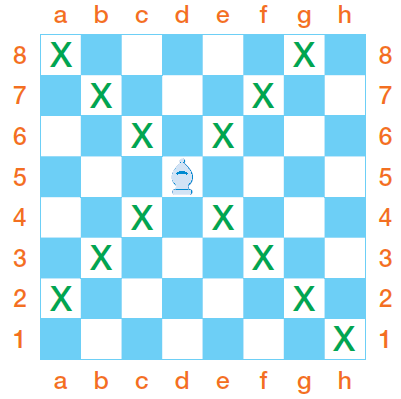 a b c d e f g h
8 X X 8
7 X X 7
6 X X 6
5 5
4 X X 4
3 X X 3
2 X X 2
1 X 1
a b c d e f g h